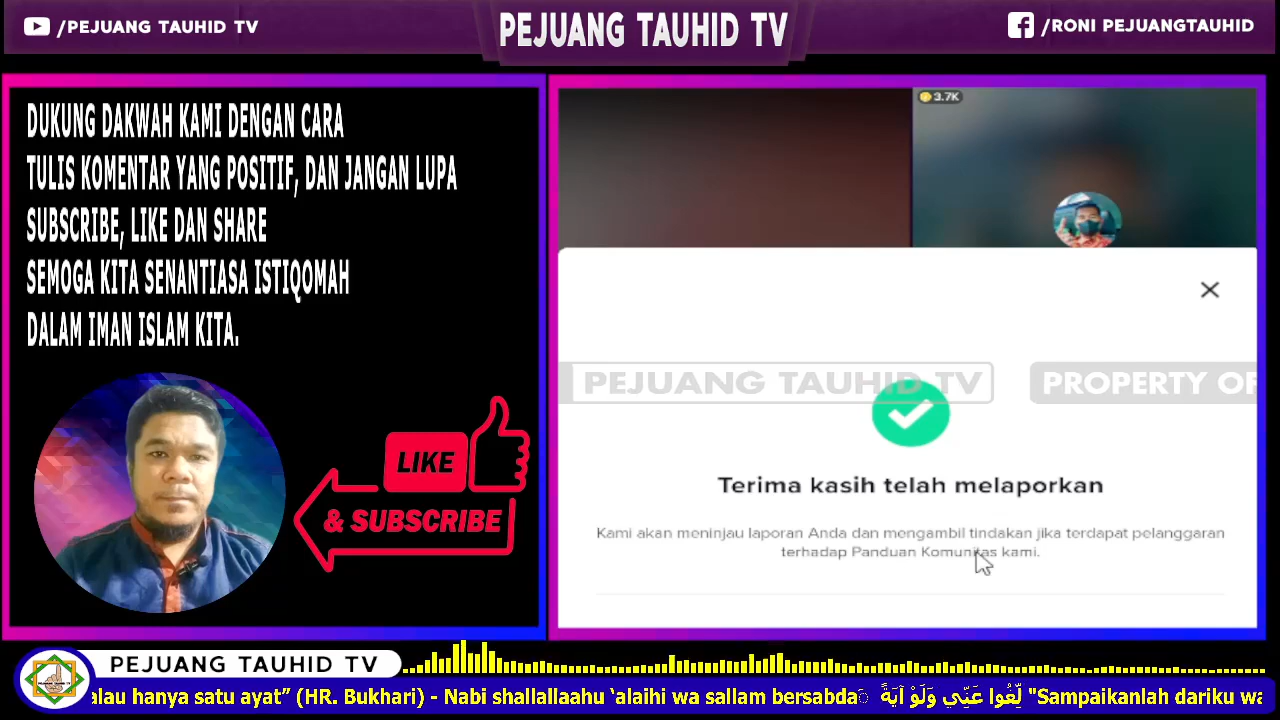 /PEJUANG TAUHID TV
PEJUANG TAUHID TV
/RONI PEJUANGTAUHID
DUKUNG DAKWAH KAMI DENGAN CARA
TULIS KOMENTAR YANG POSITIF, DAN JANGAN LUPA
SUBSCRIBE, LIKE DAN SHARE
SEMOGA KITA SENANTIASA ISTIQOMAH
DALAM IMAN ISLAM KITA.
LIKE
& SUBSCRIBE
3.7K
PEJUANG TAUHID TV
PROPERTY OF
Terima kasih telah melaporkan
Kami akan meninjau laporan Anda dan mengambil tindakan jika terdapat pelanggaran
terhadap Panduan Komunitas kami.
PEJUANG TAUHID TV
alau hanya satu ayat” (HR. Bukhari) - Nabi shallallaahu ‘alaihi wa sallam bersabda لِّغُوا عَنِّي وَلَوْ آيَةً "Sampaikanlah dariku wa